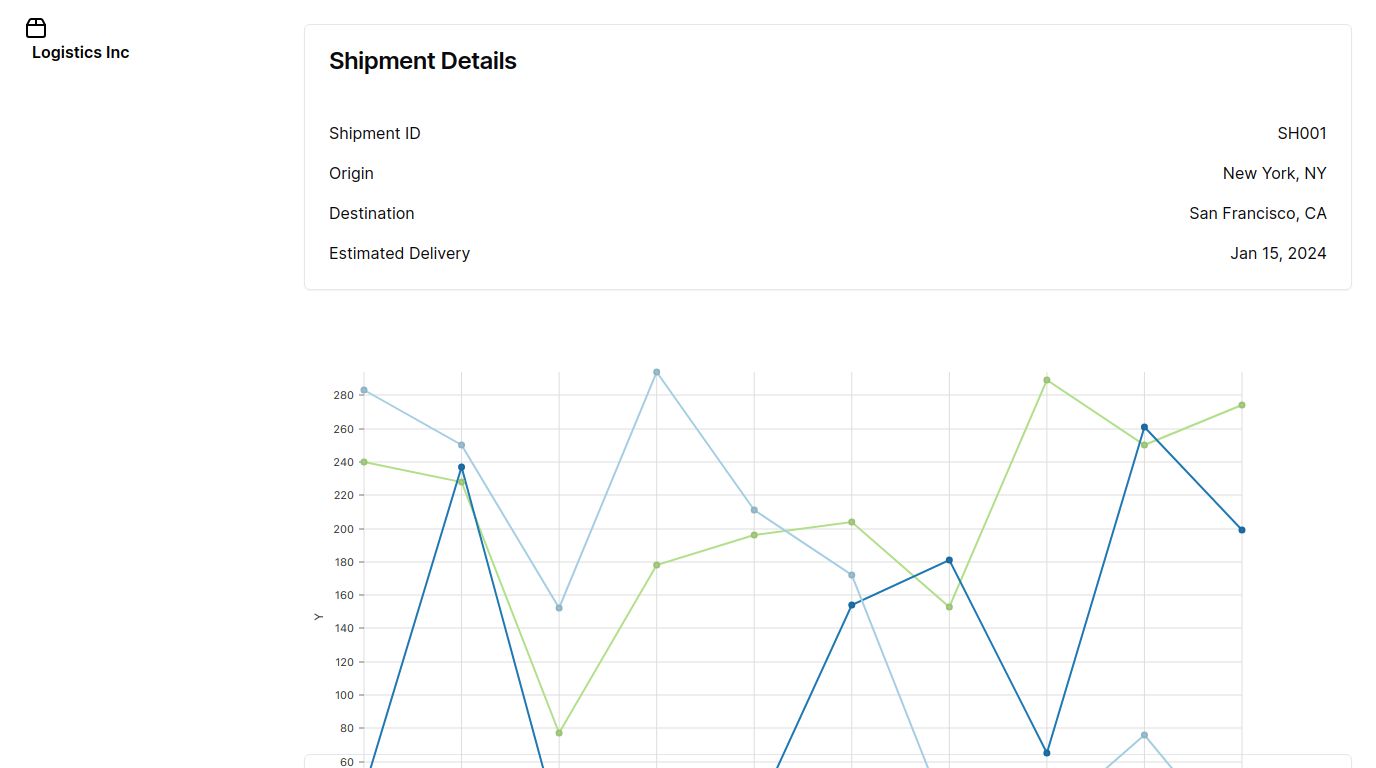 Logistics Inc
Shipment Details
Shipment ID SH001
Origin New York, NY
Destination San Francisco, CA
Estimated Delivery Jan 15, 2024
280
260
240
220
200
180
160
Y
140
120
100
80
60